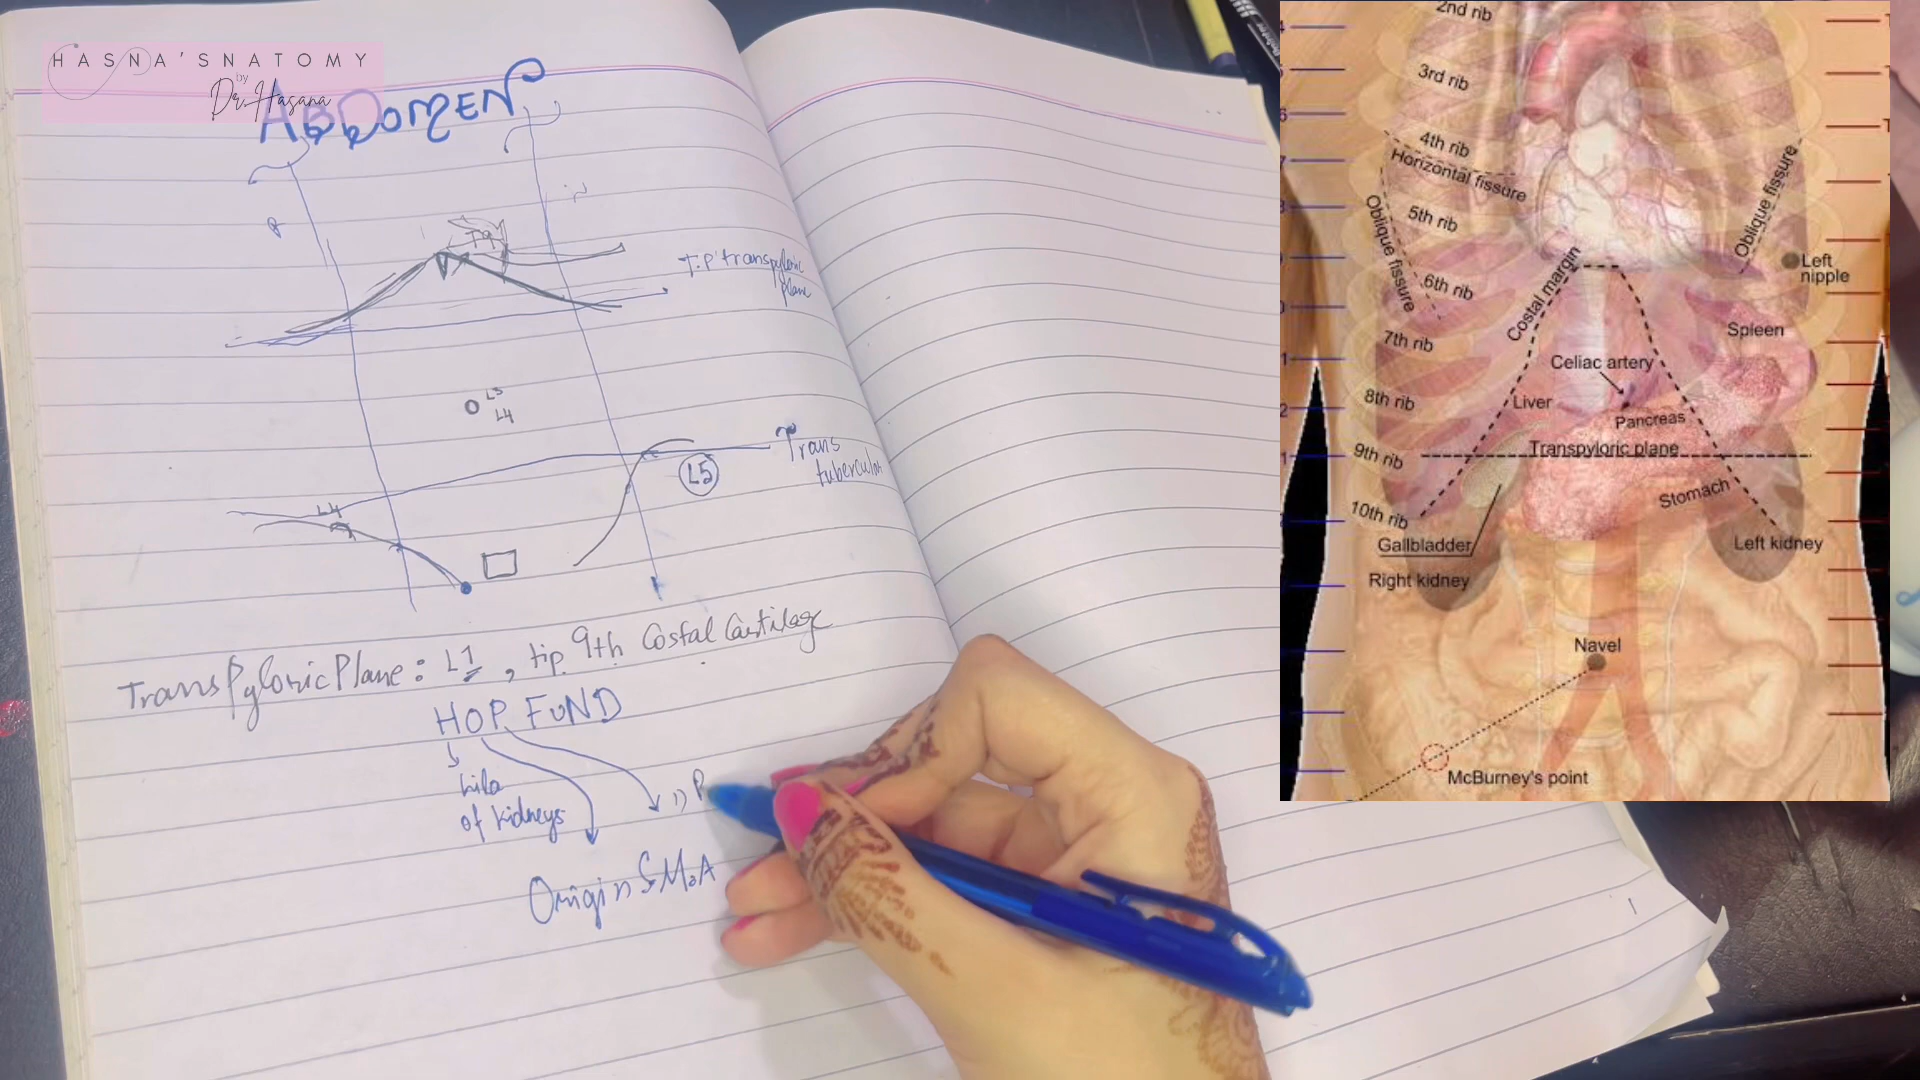 HASNA'SNATOMY
by
Dr.Hasana
ABDOMEN
T9
T.P transpyloric
plane
L3
L4
Trans
tubercular
L5
L4
TransPyloricPlane: L1, tip 9th Costal Cartilage
HOP FUND
hila
of kidneys
1) P
Origin SMA
2nd rib
3rd rib
4th rib
Horizontal fissure
Oblique fissure
Oblique fissure
5th rib
Left
nipple
6th rib
Costal margin
7th rib
Spleen
Celiac artery
8th rib
Liver
Pancreas
Transpyloric plane
9th rib
Stomach
10th rib
Gallbladder
Left kidney
Right kidney
Navel
McBurney's point